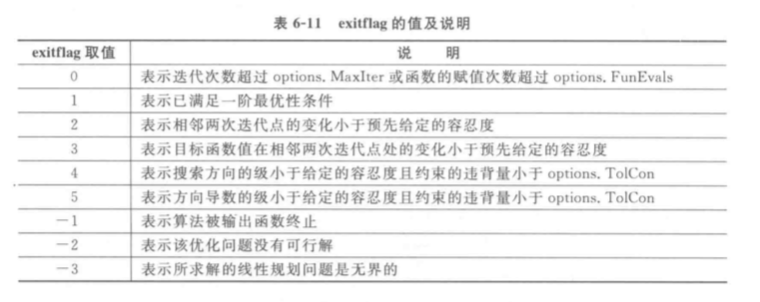 表 6-11 exitflag 的值及说明
exitflag 取值 说 明
0 表示迭代次数超过 options. MaxIter 或函数的赋值次数超过 options. FunEvals
1 表示已满足一阶最优性条件
2 表示相邻两次迭代点的变化小于预先给定的容忍度
3 表示目标函数值在相邻两次迭代点处的变化小于预先给定的容忍度
4 表示搜索方向的级小于给定的容忍度且约束的违背量小于 options. TolCon
5 表示方向导数的级小于给定的容忍度且约束的违背量小于 options. TolCon
－1 表示算法被输出函数终止
－2 表示该优化问题没有可行解
－3 表示所求解的线性规划问题是无界的